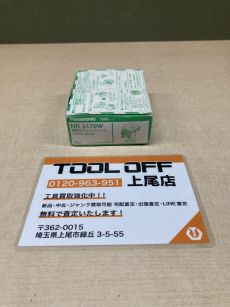 Panasonic
NR 3170W
TOOL OFF
0120-963-951 上尾店
工具買取強化中！！
新品・中古・ジャンク買取可能 宅配査定・出張査定・LINE査定
無料で査定いたします！
〒362-0015
埼玉県上尾市緑丘 3-5-55